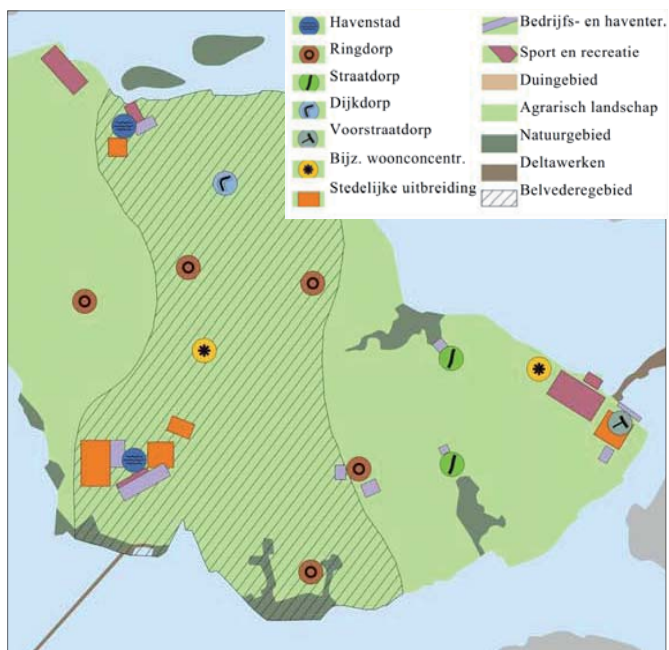 Havenstad
Ringdorp
Straatdorp
Dijkdorp
Voorstraatdorp
Bijz. woonconcentr.
Stedelijke uitbreiding
Bedrijfs- en haventer.
Sport en recreatie
Duingebied
Agrarisch landschap
Natuurgebied
Deltawerken
Belvederegebied